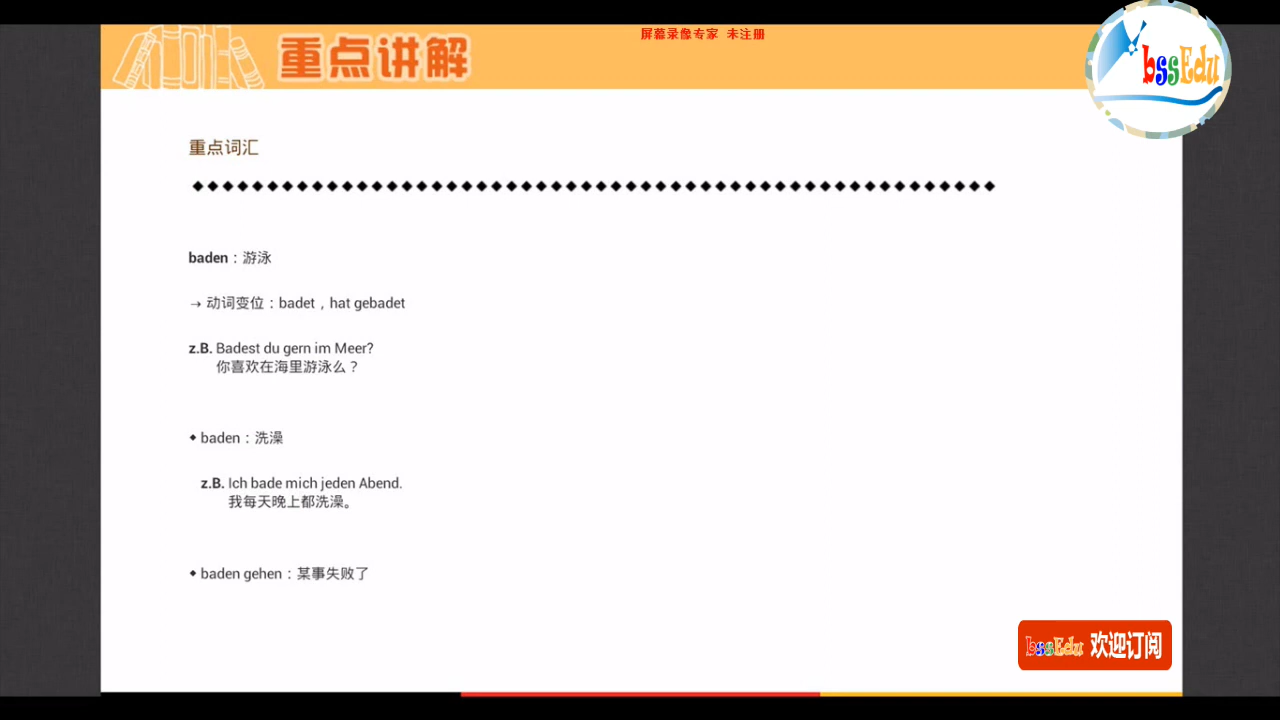 屏幕录像专家 未注册
重点讲解
bssEdu
重点词汇
baden：游泳
→ 动词变位：badet，hat gebadet
z.B. Badest du gern im Meer?
你喜欢在海里游泳么？
◆ baden：洗澡
z.B. Ich bade mich jeden Abend.
我每天晚上都洗澡。
◆ baden gehen：某事失败了
bssEdu 欢迎订阅